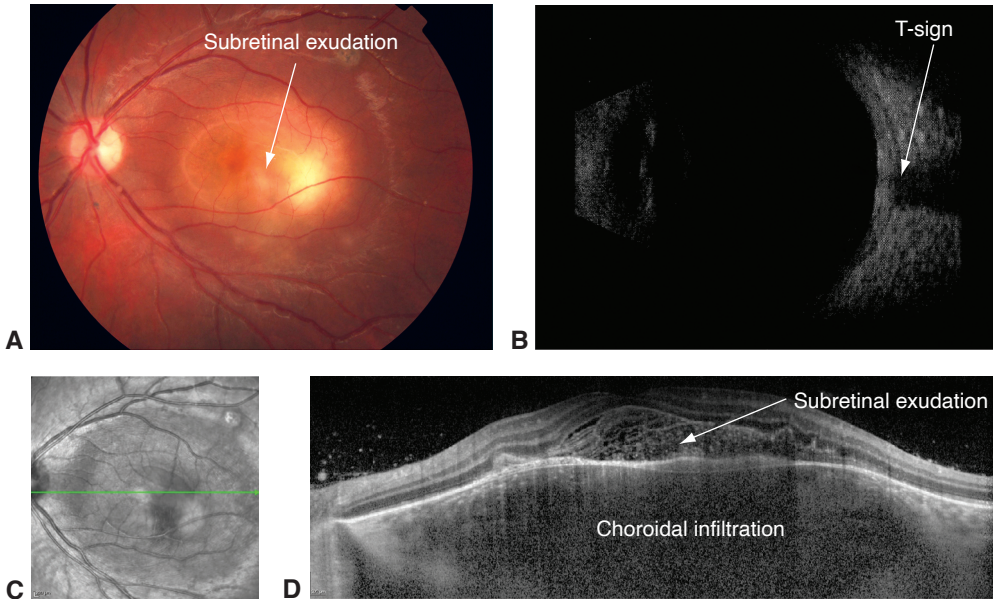 Subretinal exudation
T-sign
A
B
Subretinal exudation
Choroidal infiltration
C
D